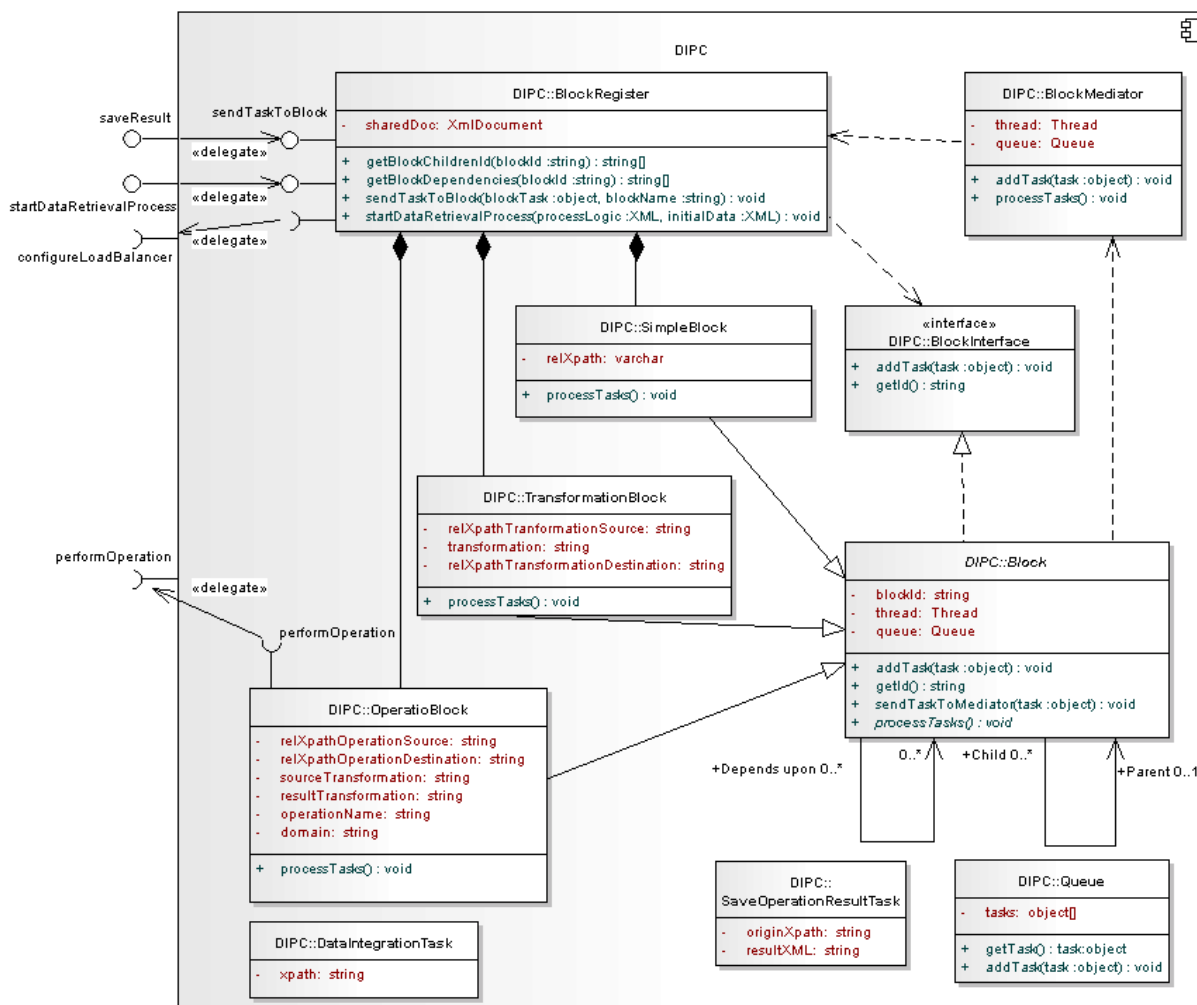 DIPC
DIPC::BlockRegister
- sharedDoc: XmlDocument
+ getBlockChildrenId(blockId :string) : string[]
+ getBlockDependencies(blockId :string) : string[]
+ sendTaskToBlock(blockTask :object, blockName :string) : void
+ startDataRetrievalProcess(processLogic :XML, initialData :XML) : void
DIPC::BlockMediator
- thread: Thread
- queue: Queue
+ addTask(task :object) : void
+ processTasks() : void
saveResult
sendTaskToBlock
«delegate»
startDataRetrievalProcess
«delegate»
configureLoadBalancer
«delegate»
DIPC::SimpleBlock
- relXpath: varchar
+ processTasks() : void
«interface»
DIPC::BlockInterface
+ addTask(task :object) : void
+ getId() : string
DIPC::TransformationBlock
- relXpathTranformationSource: string
- transformation: string
- relXpathTransformationDestination: string
+ processTasks() : void
performOperation
«delegate»
performOperation
DIPC::Block
- blockId: string
- thread: Thread
- queue: Queue
+ addTask(task :object) : void
+ getId() : string
+ sendTaskToMediator(task :object) : void
+ processTasks() : void
DIPC::OperatioBlock
- relXpathOperationSource: string
- relXpathOperationDestination: string
- sourceTransformation: string
- resultTransformation: string
- operationName: string
- domain: string
+ processTasks() : void
+Depends upon 0..*
0..*
+Child 0..*
+Parent 0..1
DIPC::
SaveOperationResultTask
- originXpath: string
- resultXML: string
DIPC::Queue
- tasks: object[]
+ getTask() : task:object
+ addTask(task :object) : void
DIPC::DataIntegrationTask
- xpath: string